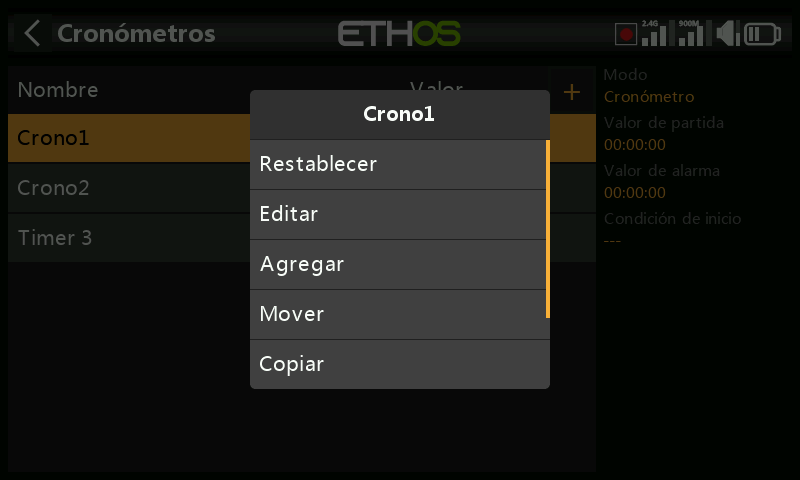 Cronómetros
ETHOS
2.4G
900M
Nombre
Valor
+
Crono1
Crono2
Timer 3
Crono1
Restablecer
Editar
Agregar
Mover
Copiar
Modo
Cronómetro
Valor de partida
00:00:00
Valor de alarma
00:00:00
Condición de inicio
---